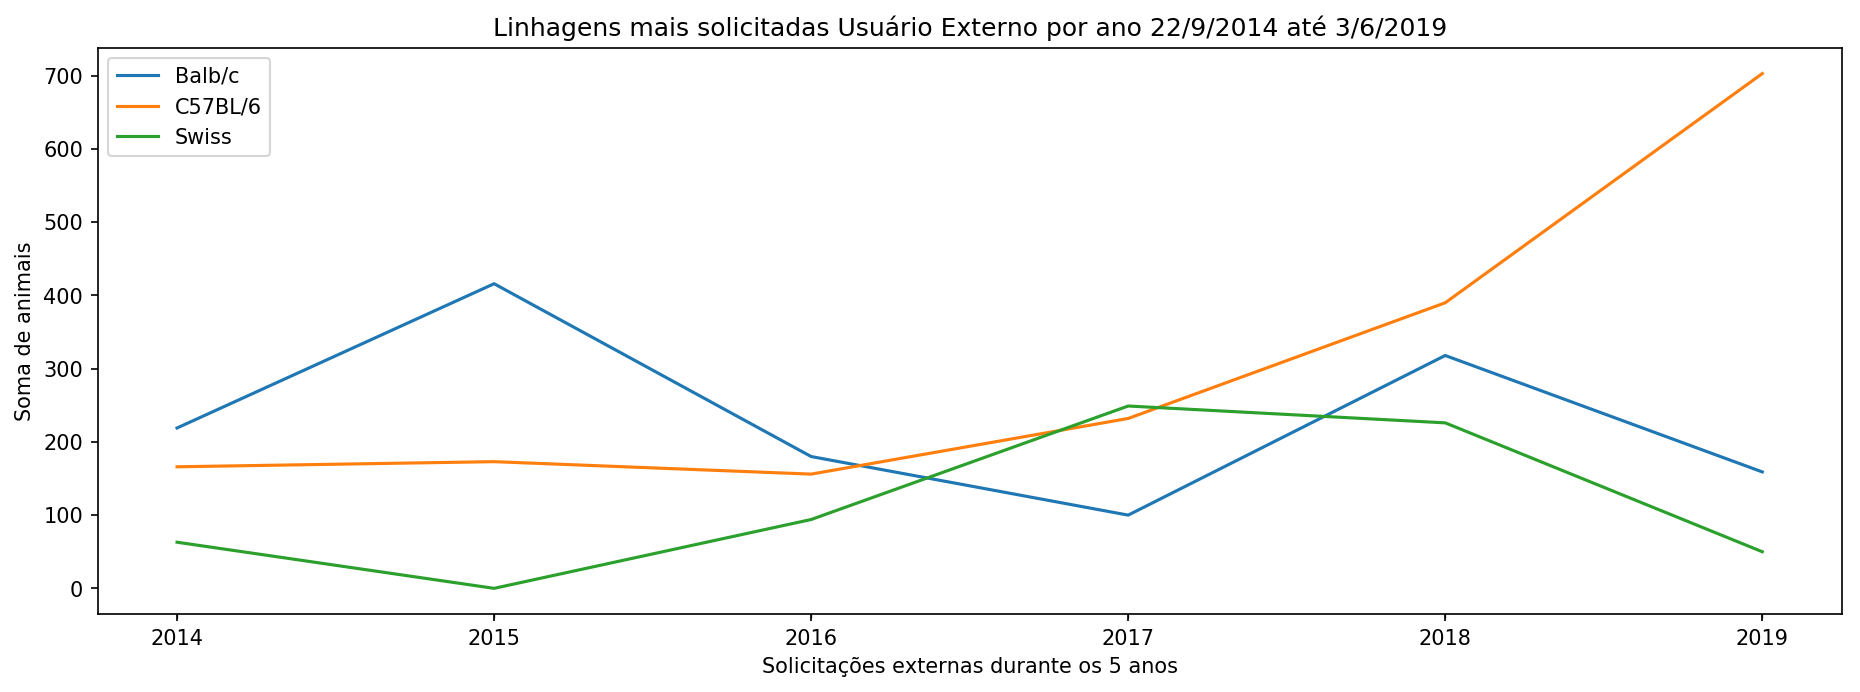 Linhagens mais solicitadas Usuário Externo por ano 22/9/2014 até 3/6/2019
Balb/c
C57BL/6
Swiss
700
600
500
400
300
200
100
0
Soma de animais
2014 2015 2016 2017 2018 2019
Solicitações externas durante os 5 anos